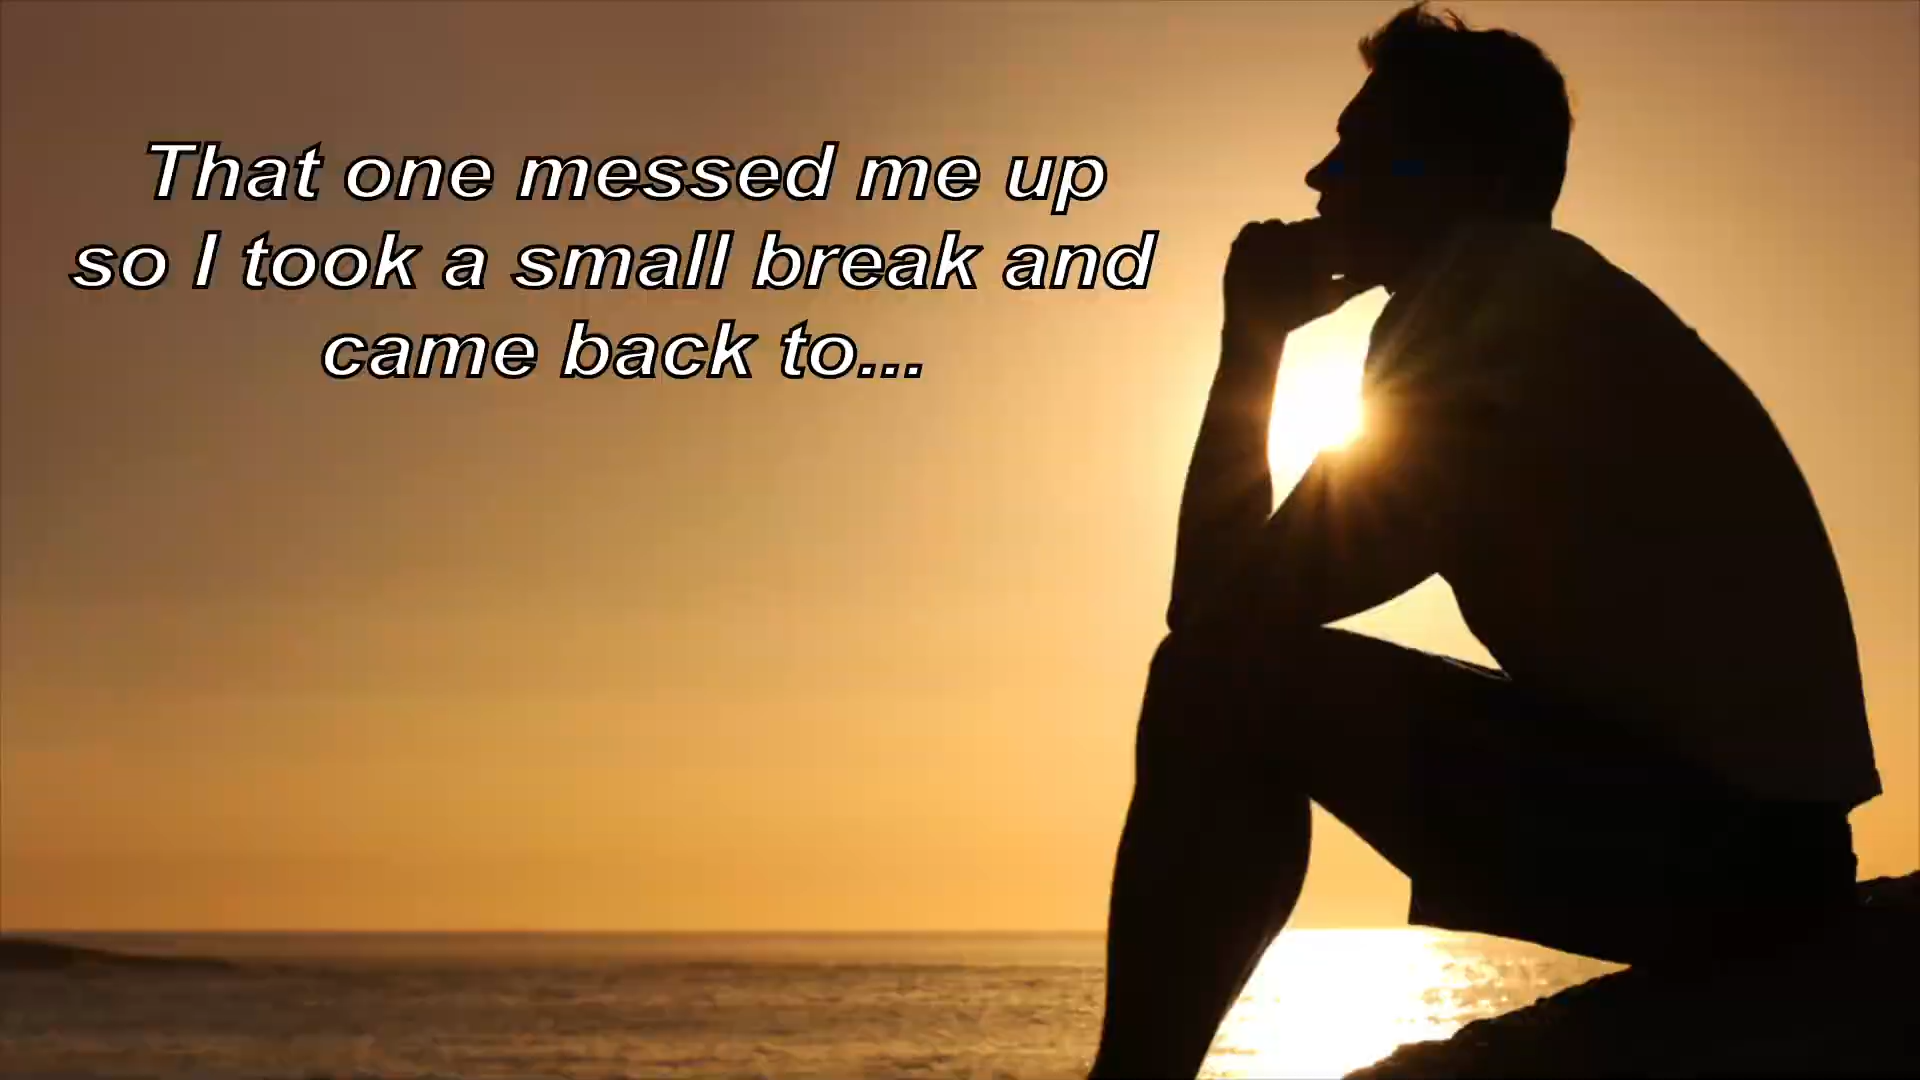 That one messed me up
so I took a small break and
came back to...